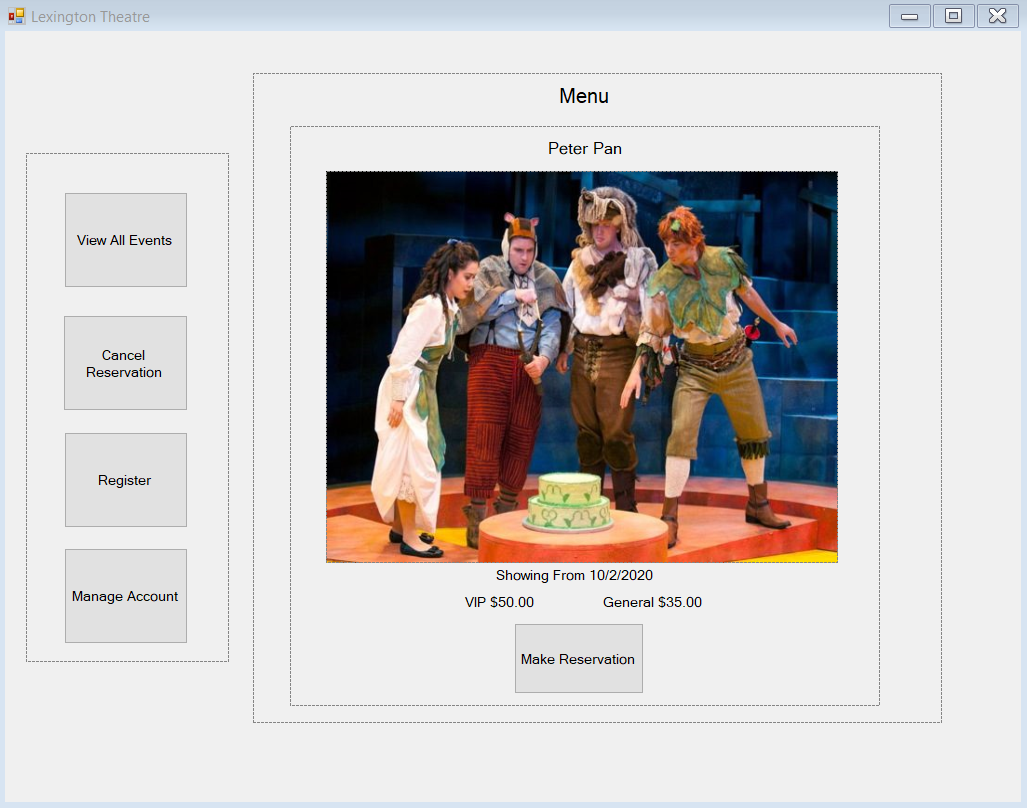 Lexington Theatre
Menu
Peter Pan
View All Events
Cancel
Reservation
Register
Manage Account
Showing From 10/2/2020
VIP $50.00 General $35.00
Make Reservation